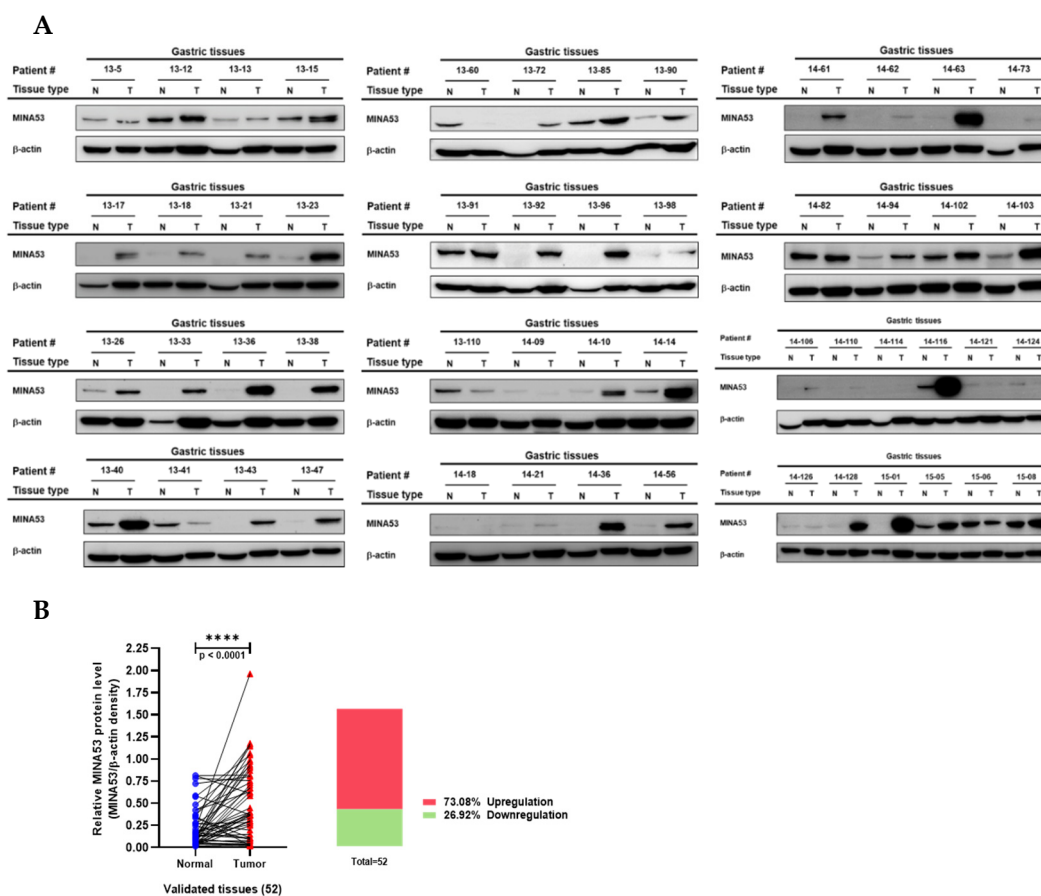 A
Gastric tissues
Patient # 13-5 13-12 13-13 13-15
Tissue type N T N T N T N T
MINA53
β-actin
Gastric tissues
Patient # 13-17 13-18 13-21 13-23
Tissue type N T N T N T N T
MINA53
β-actin
Gastric tissues
Patient # 13-26 13-33 13-36 13-38
Tissue type N T N T N T N T
MINA53
β-actin
Gastric tissues
Patient # 13-40 13-41 13-43 13-47
Tissue type N T N T N T N T
MINA53
β-actin
Gastric tissues
Patient # 13-60 13-72 13-85 13-90
Tissue type N T N T N T N T
MINA53
β-actin
Gastric tissues
Patient # 13-91 13-92 13-96 13-98
Tissue type N T N T N T N T
MINA53
β-actin
Gastric tissues
Patient # 13-110 14-09 14-10 14-14
Tissue type N T N T N T N T
MINA53
β-actin
Gastric tissues
Patient # 14-18 14-21 14-36 14-56
Tissue type N T N T N T N T
MINA53
β-actin
Gastric tissues
Patient # 14-61 14-62 14-63 14-73
Tissue type N T N T N T N T
MINA53
β-actin
Gastric tissues
Patient # 14-82 14-94 14-102 14-103
Tissue type N T N T N T N T
MINA53
β-actin
Gastric tissues
Patient # 14-106 14-110 14-114 14-116 14-121 14-124
Tissue type N T N T N T N T N T N T
MINA53
β-actin
Gastric tissues
Patient # 14-126 14-128 15-01 15-05 15-06 15-08
Tissue type N T N T N T N T N T N T
MINA53
β-actin
B
Relative MINA53 protein level
(MINA53/β-actin density)
2.25
2.00
1.75
1.50
1.25
1.00
0.75
0.50
0.25
0.00
****
p < 0.0001
Normal Tumor
Validated tissues (52)
73.08% Upregulation
26.92% Downregulation
Total=52